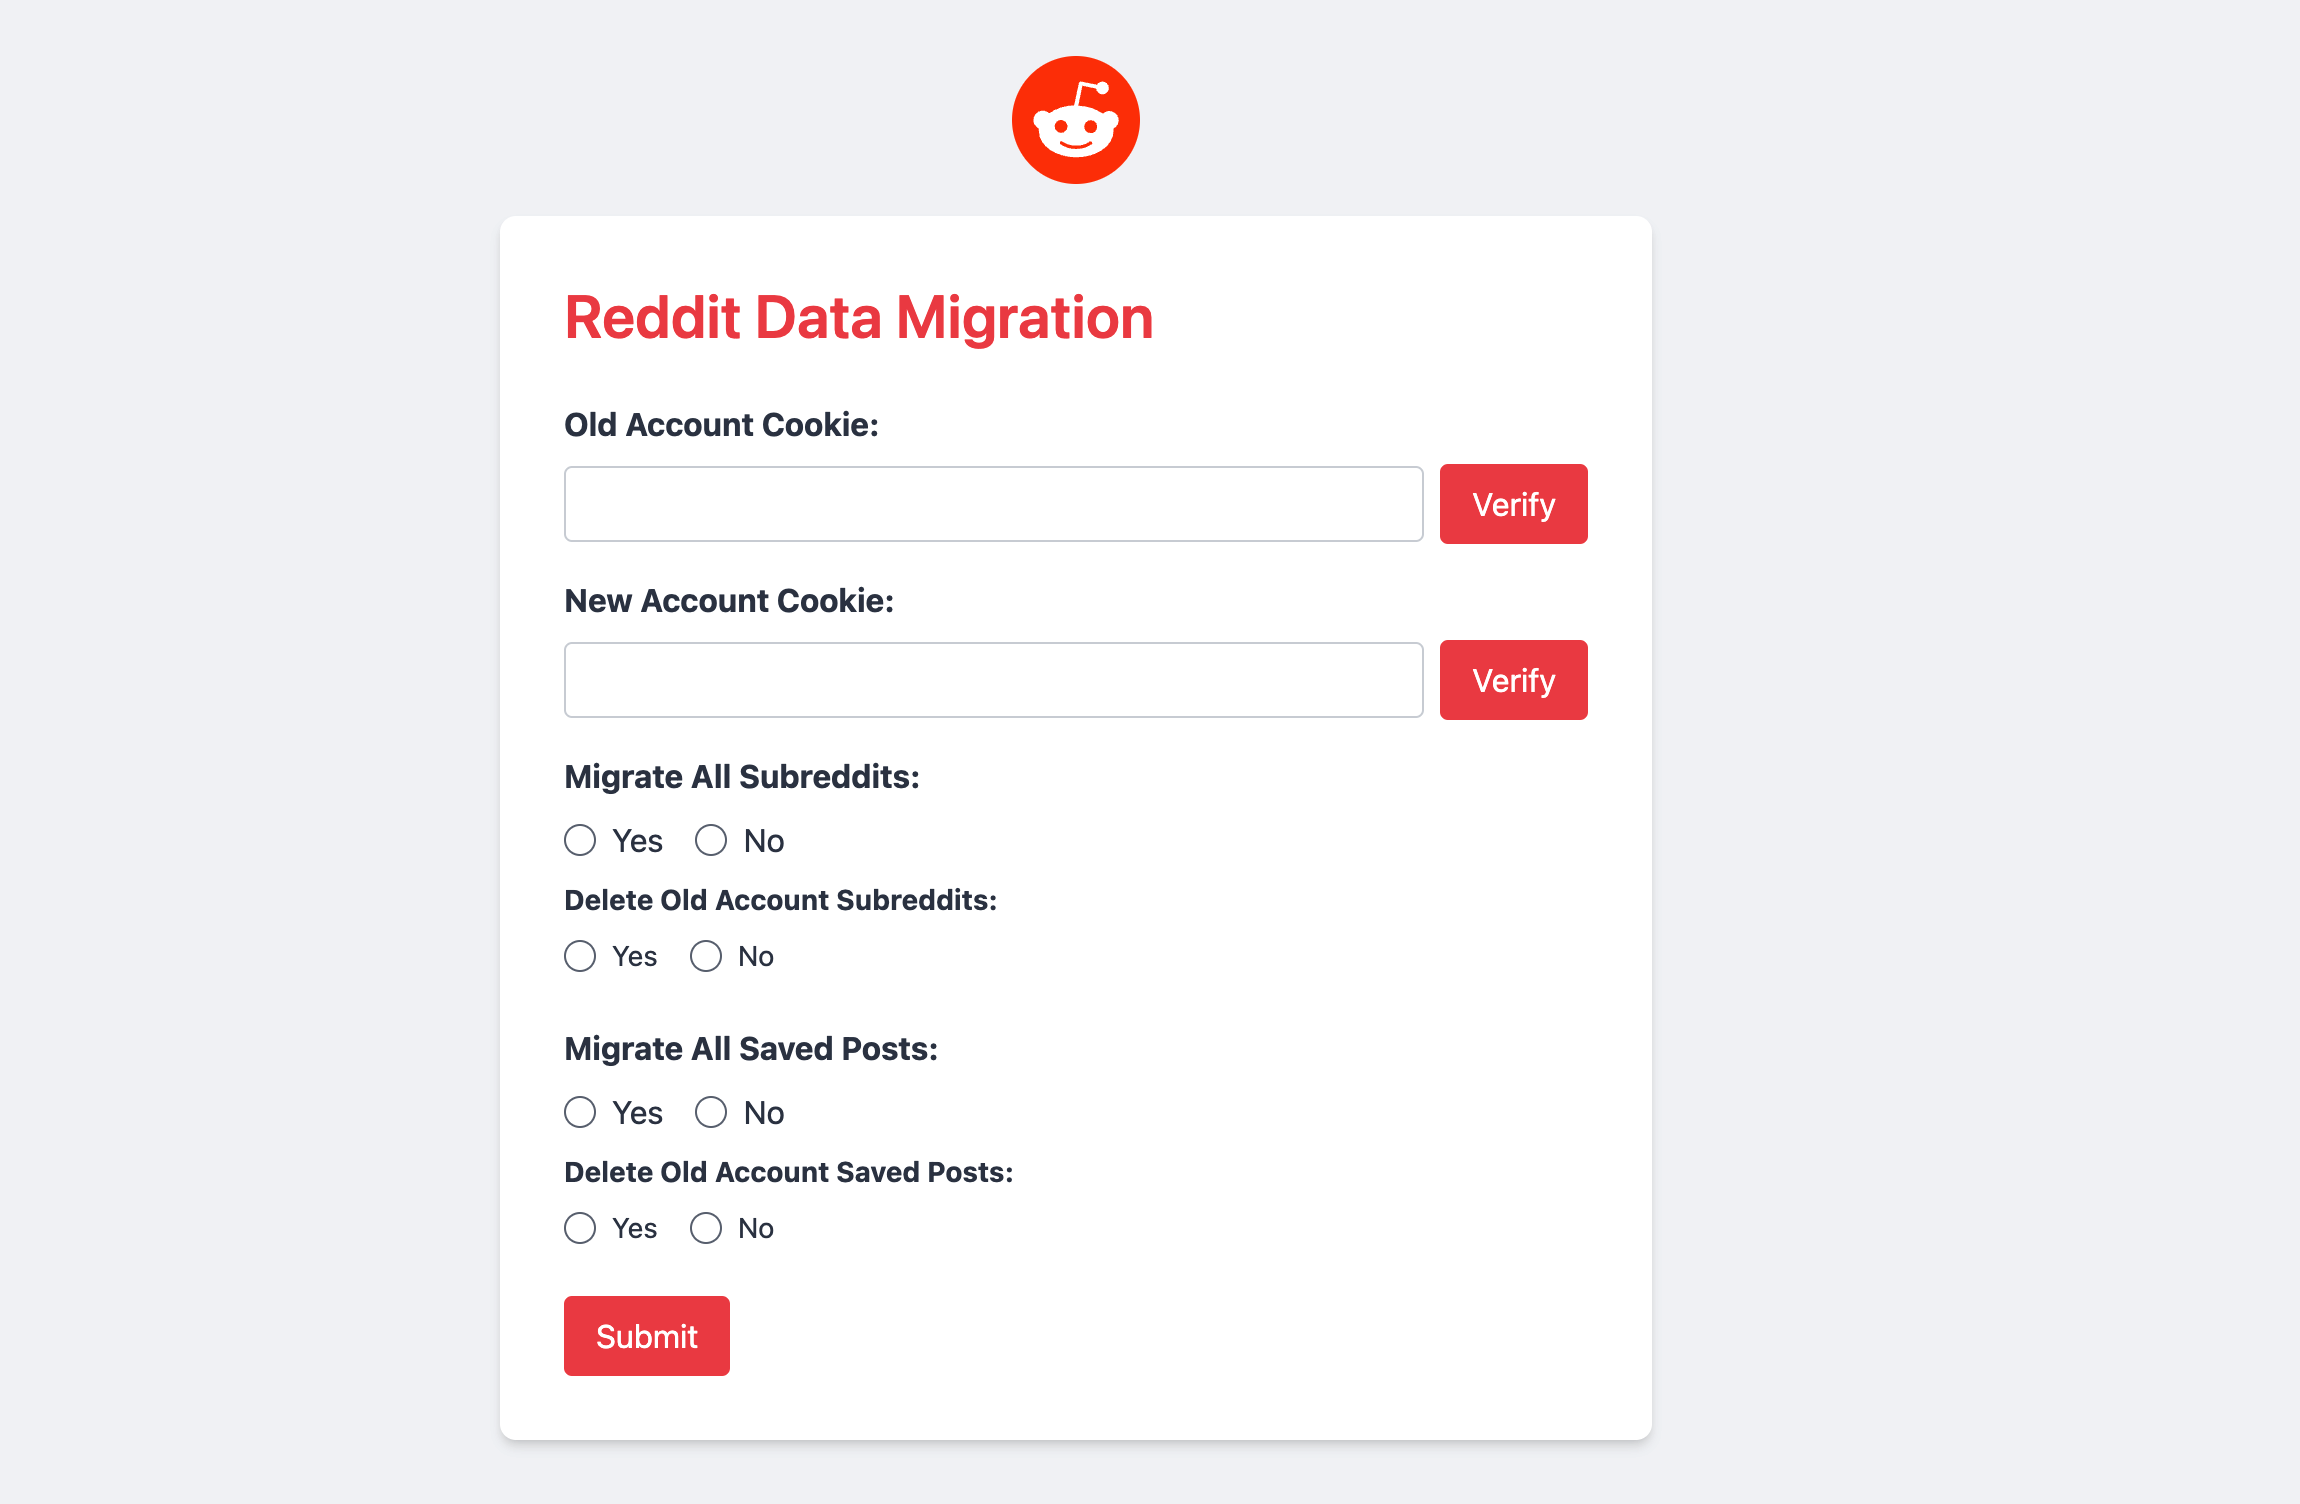 Reddit Data Migration
Old Account Cookie:
Verify
New Account Cookie:
Verify
Migrate All Subreddits:
Yes No
Delete Old Account Subreddits:
Yes No
Migrate All Saved Posts:
Yes No
Delete Old Account Saved Posts:
Yes No
Submit